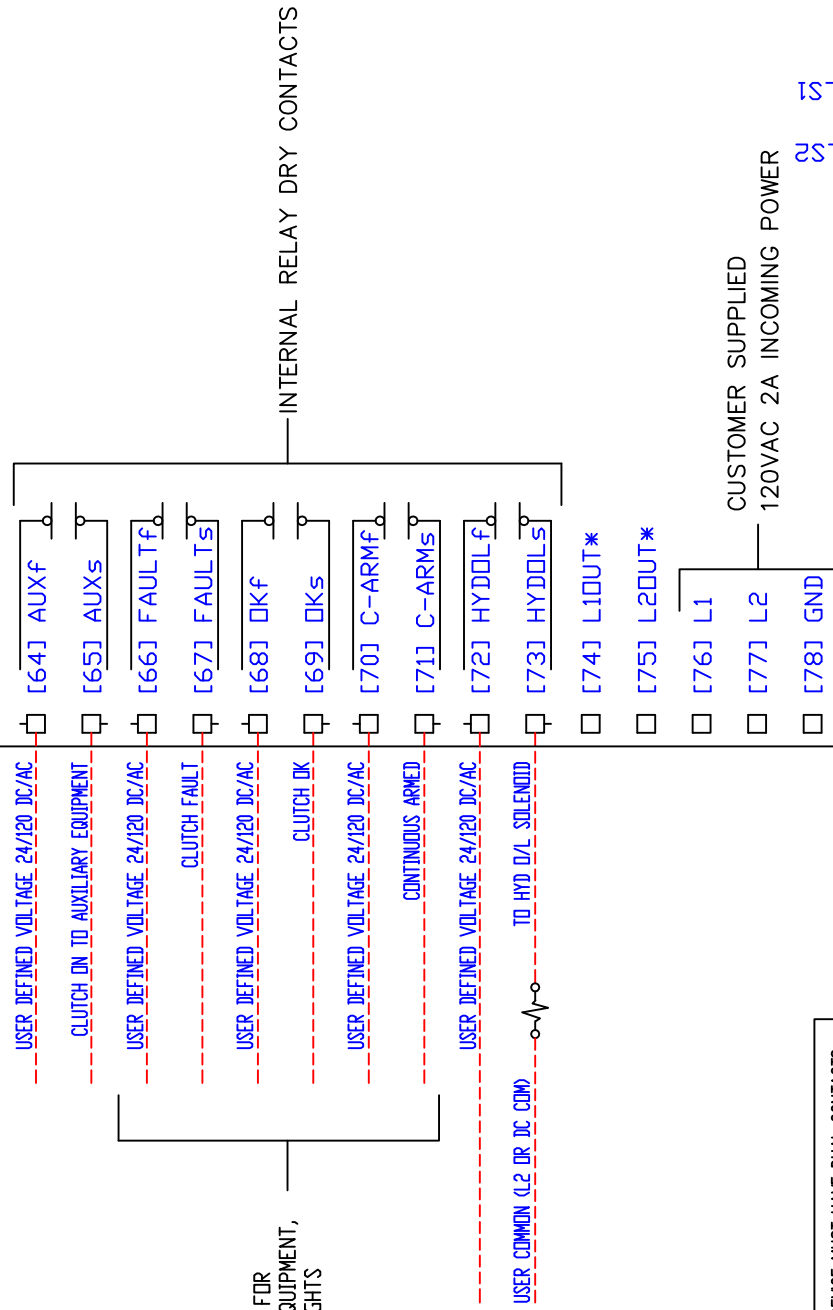 INTERNAL RELAY DRY CONTACTS
LS1
LS2
CUSTOMER SUPPLIED
120VAC 2A INCOMING POWER
[64] AUXf
[65] AUXs
[66] FAULTf
[67] FAULTs
[68] OKf
[69] OKs
[70] C-ARMf
[71] C-ARMs
[72] HYDOLf
[73] HYDOLs
[74] L1OUT*
[75] L2OUT*
[76] L1
[77] L2
[78] GND
USER DEFINED VOLTAGE 24/120 DC/AC
CLUTCH ON TO AUXILIARY EQUIPMENT
USER DEFINED VOLTAGE 24/120 DC/AC
CLUTCH FAULT
USER DEFINED VOLTAGE 24/120 DC/AC
CLUTCH OK
USER DEFINED VOLTAGE 24/120 DC/AC
CONTINUOUS ARMED
USER DEFINED VOLTAGE 24/120 DC/AC
TO HYD O/L SOLENOID
USER COMMON (L2 OR DC COM)
FOR
QUIPMENT,
GHTS